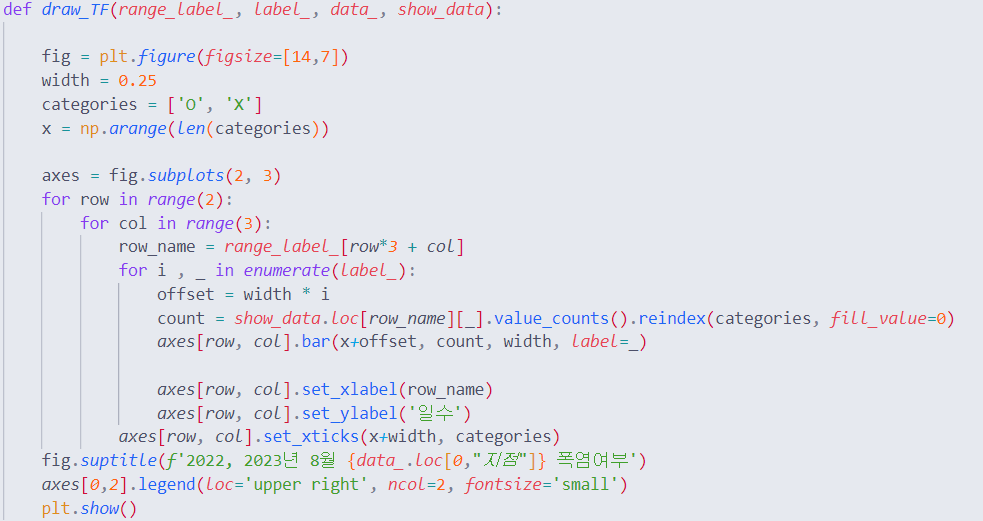 def draw_TF(range_label_, label_, data_, show_data):
fig = plt.figure(figsize=[14,7])
width = 0.25
categories = ['O', 'X']
x = np.arange(len(categories))
axes = fig.subplots(2, 3)
for row in range(2):
for col in range(3):
row_name = range_label_[row*3 + col]
for i , _ in enumerate(label_):
offset = width * i
count = show_data.loc[row_name][_].value_counts().reindex(categories, fill_value=0)
axes[row, col].bar(x+offset, count, width, label=_)
axes[row, col].set_xlabel(row_name)
axes[row, col].set_ylabel('일수')
axes[row, col].set_xticks(x+width, categories)
fig.suptitle(f'2022, 2023년 8월 {data_.loc[0,"지점"]} 폭염여부')
axes[0,2].legend(loc='upper right', ncol=2, fontsize='small')
plt.show()